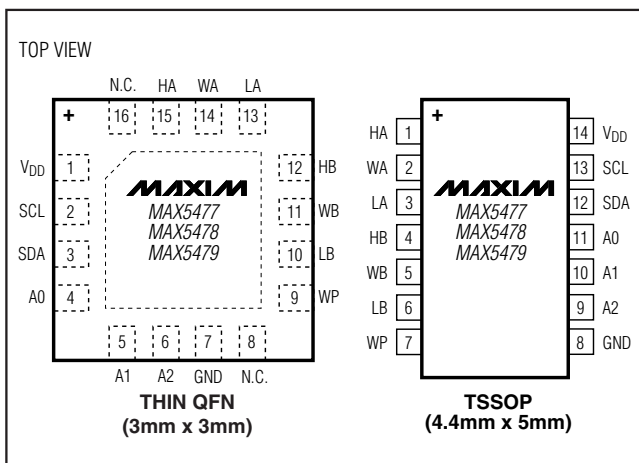 TOP VIEW
N.C. HA WA LA
16 15 14 13
+
VDD 1
SCL 2
SDA 3
A0 4
MAXIM
MAX5477
MAX5478
MAX5479
12 HB
11 WB
10 LB
9 WP
5 6 7 8
A1 A2 GND N.C.
THIN QFN
(3mm x 3mm)
+
HA 1
WA 2
LA 3
HB 4
WB 5
LB 6
WP 7
MAXIM
MAX5477
MAX5478
MAX5479
14 VDD
13 SCL
12 SDA
11 A0
10 A1
9 A2
8 GND
TSSOP
(4.4mm x 5mm)